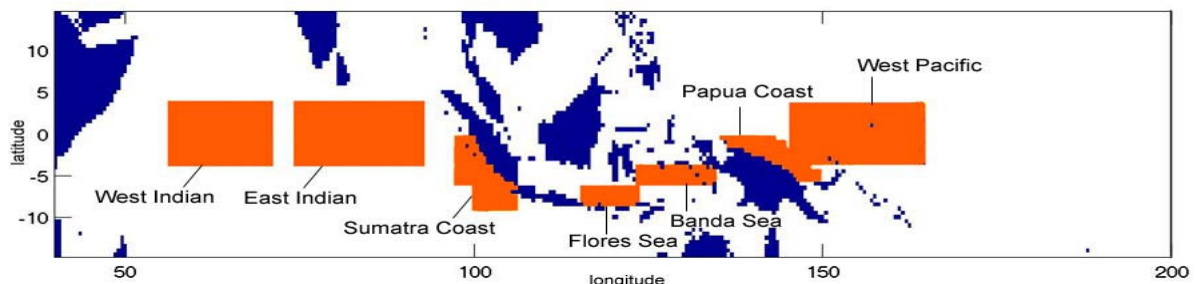 10
5
0
-5
-10
latitude
West Pacific
Papua Coast
West Indian
East Indian
Sumatra Coast
Flores Sea
Banda Sea
50
100
150
200
longitude